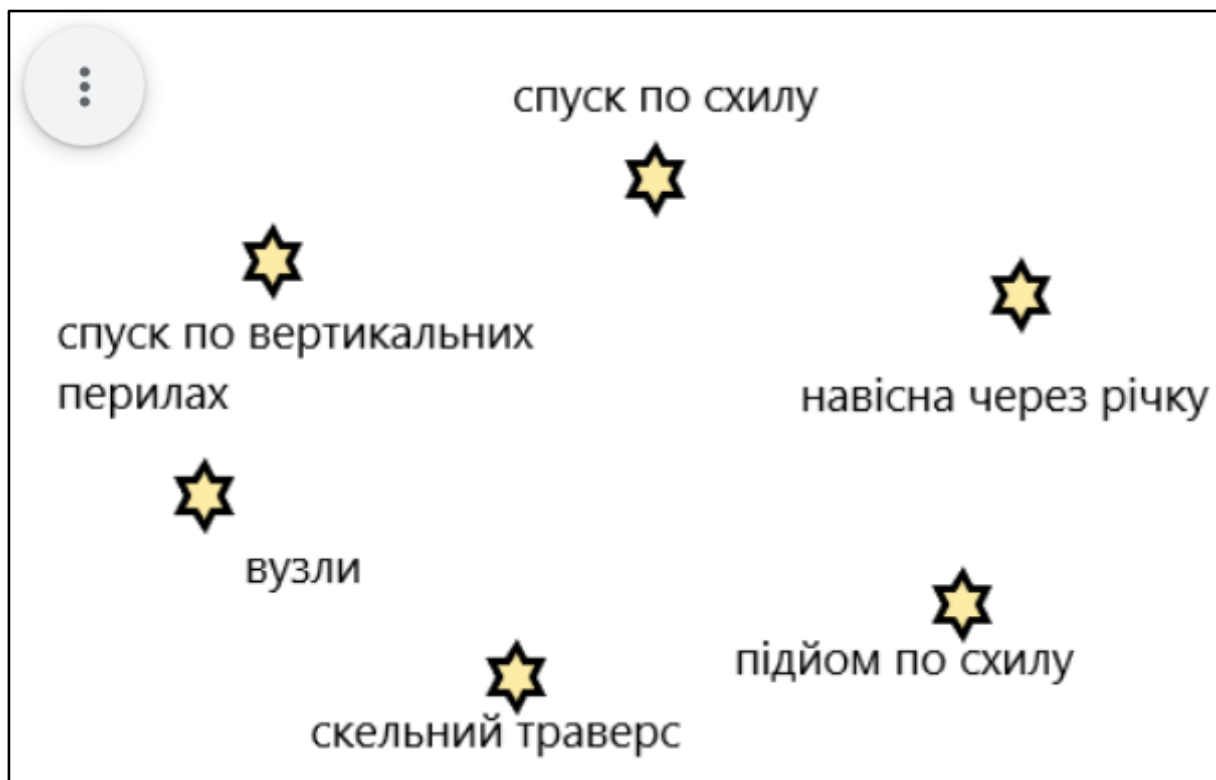 спуск по схилу
спуск по вертикальних
перилах
навісна через річку
вузли
підйом по схилу
скельний траверс